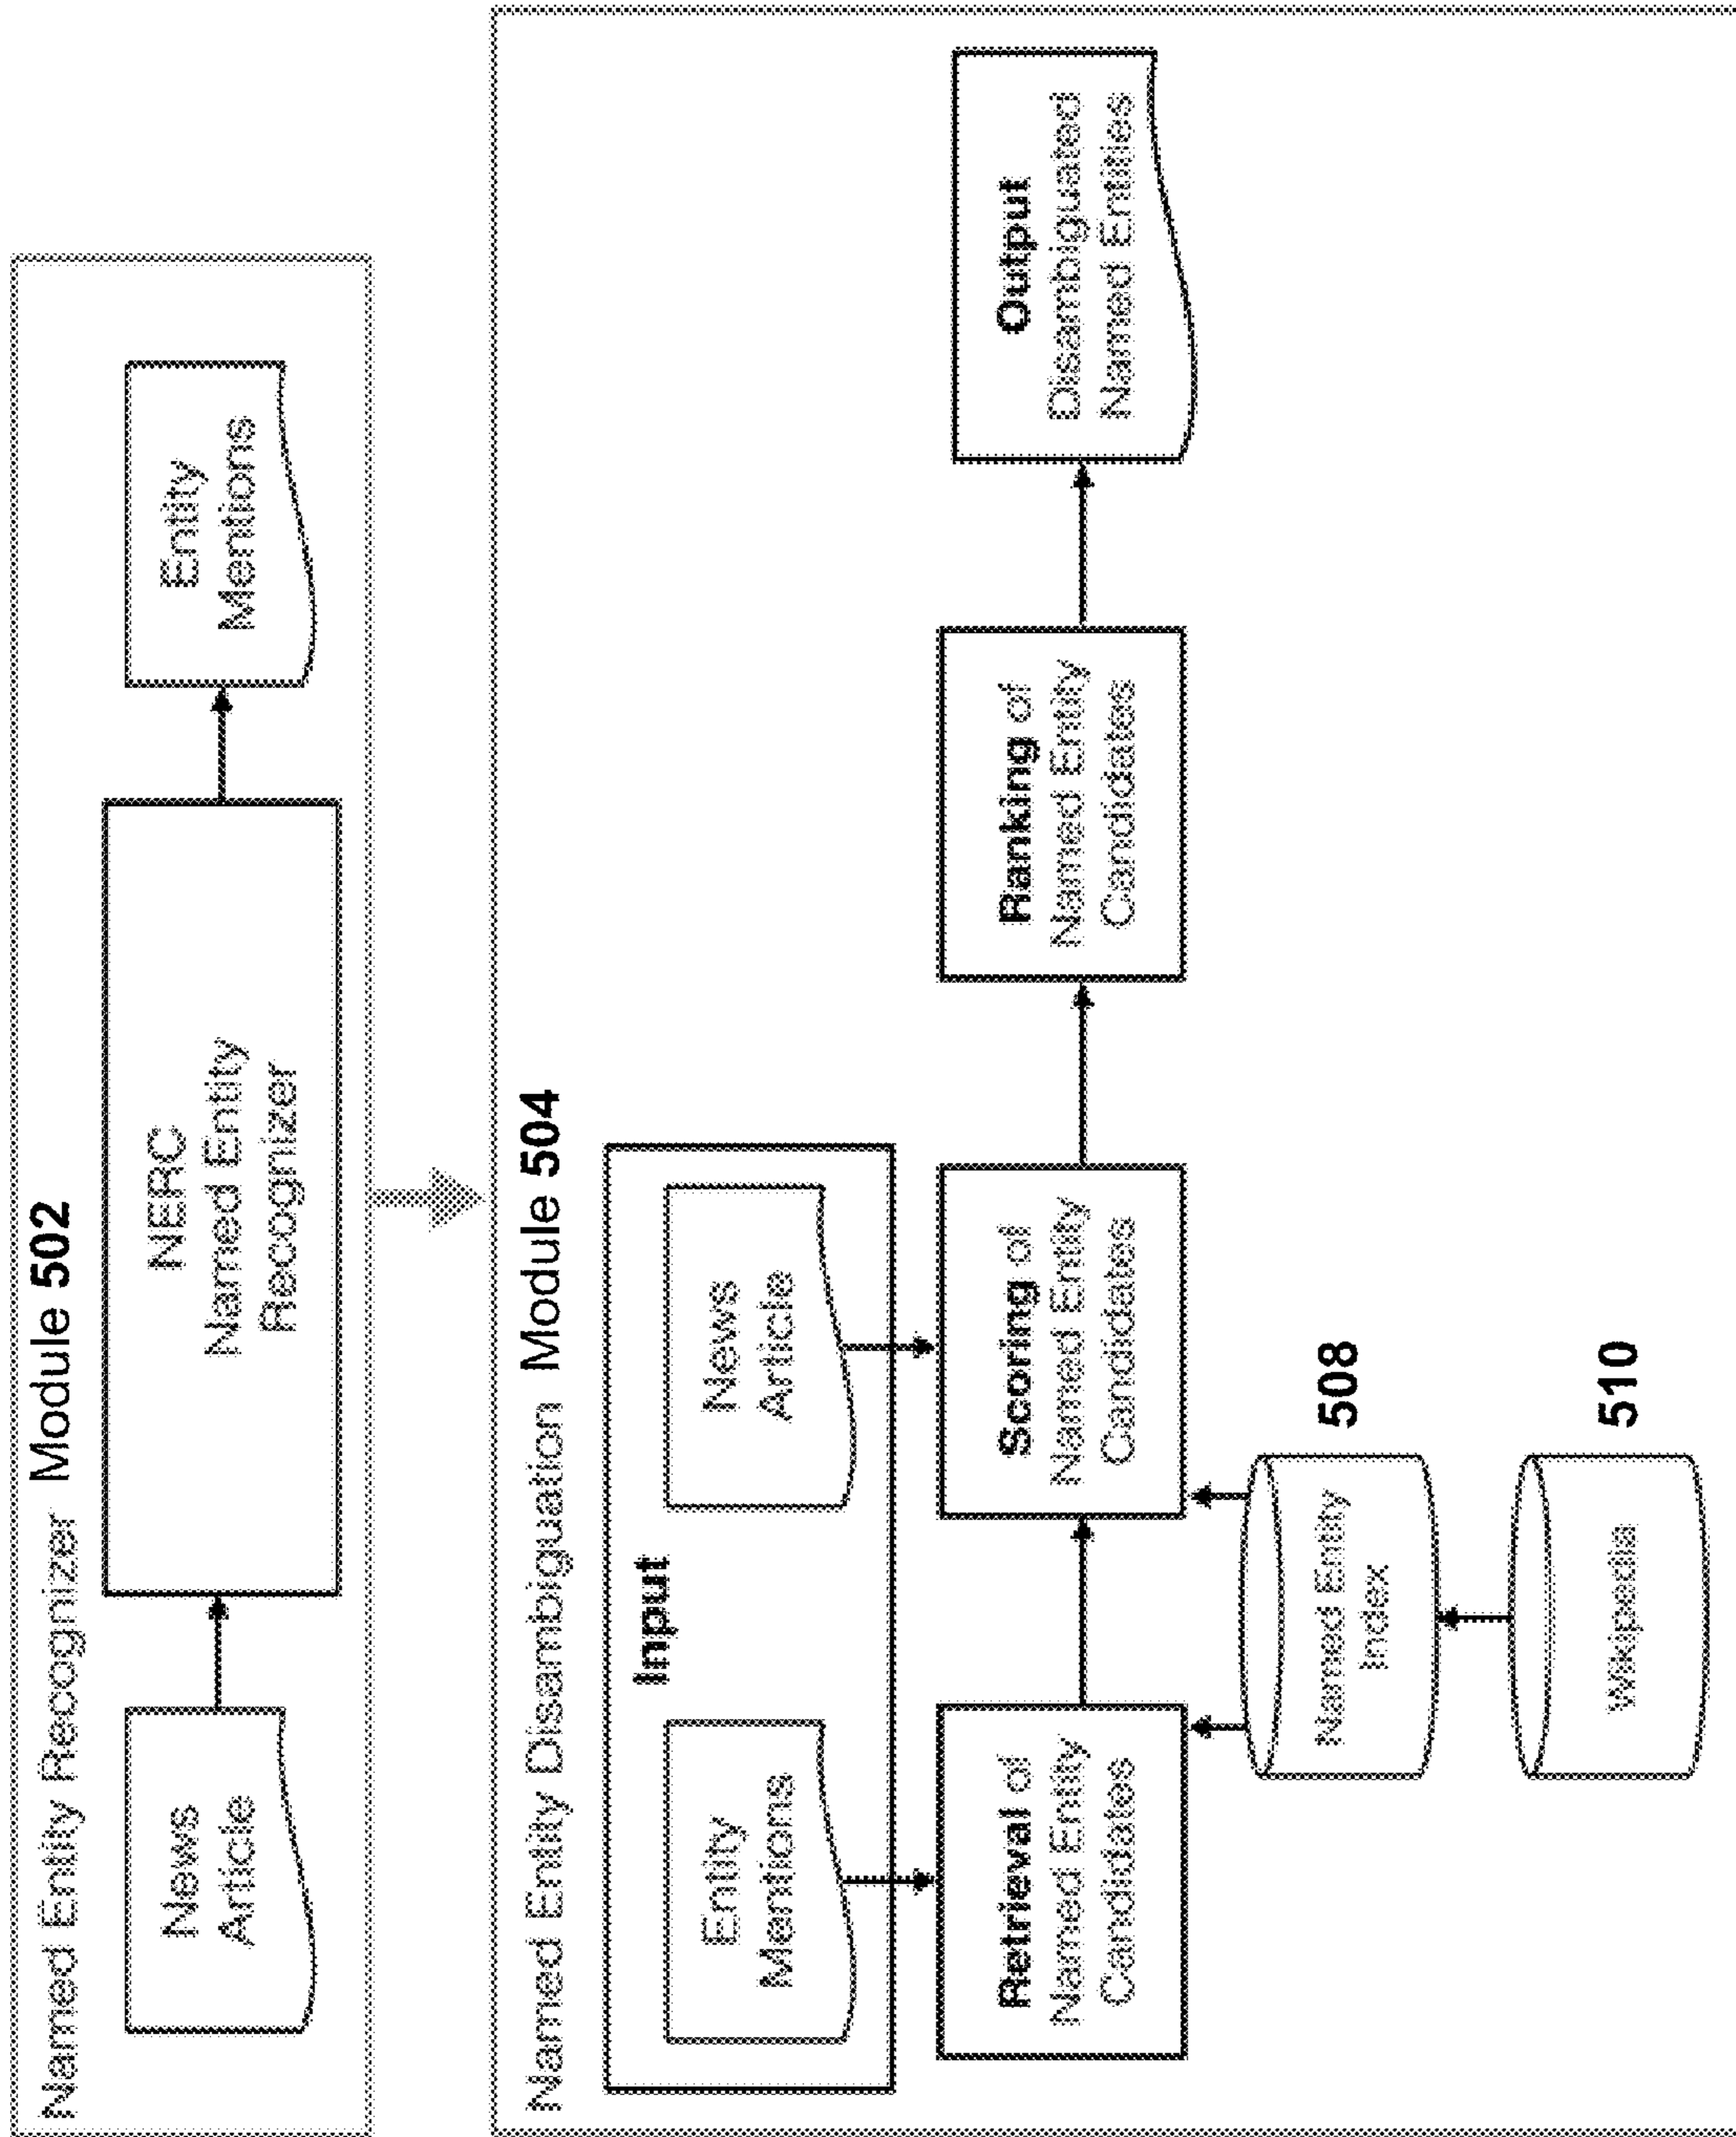 Named Entity Recognizer Module 502
News
Article
NERC
Named Entity
Recognizer
Entity
Mentions
Named Entity Disambiguation Module 504
Input
Entity
Mentions
News
Article
Retrieval of
Named Entity
Candidates
Scoring of
Named Entity
Candidates
Ranking of
Named Entity
Candidates
Output
Disambiguated
Named Entities
Named Entity
Index
508
Wikipedia
510